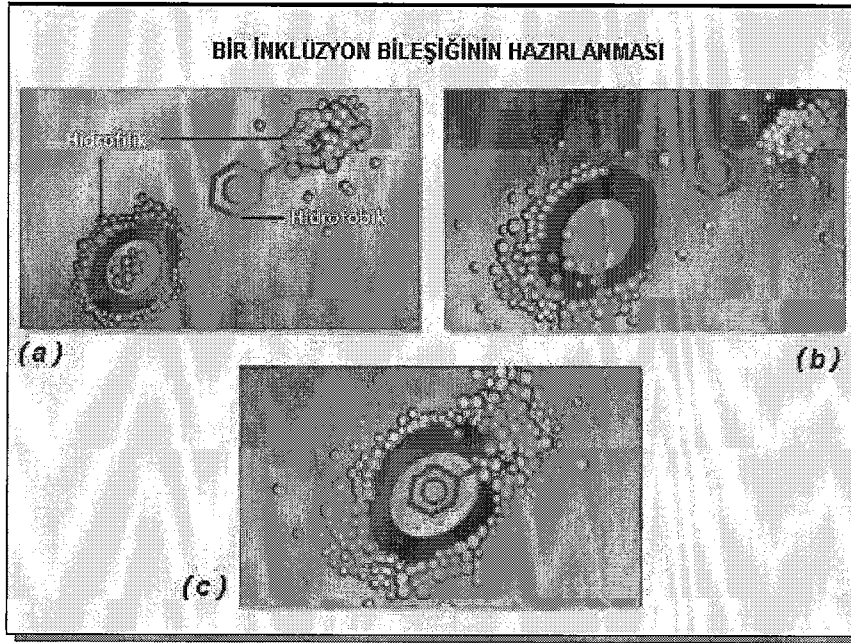 BİR İNKLÜZYON BİLEŞİĞİNİN HAZIRLANMASI
Hidrofilik
Hidrofobik
(a)
(b)
(c)